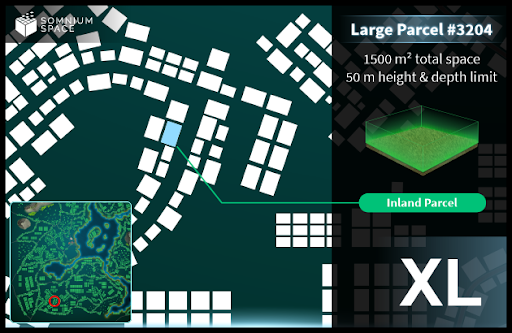 SOMNIUM
SPACE
Large Parcel #3204
1500 m² total space
50 m height & depth limit
Inland Parcel
XL